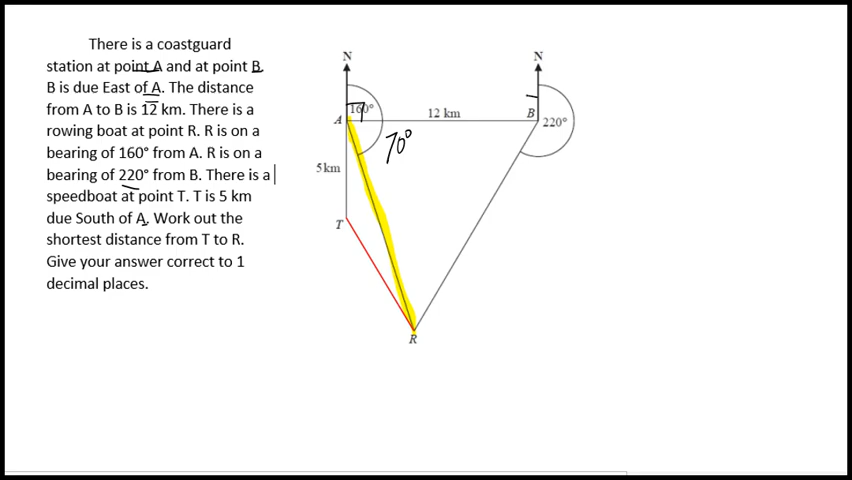 There is a coastguard
station at point A and at point B.
B is due East of A. The distance
from A to B is 12 km. There is a
rowing boat at point R. R is on a
bearing of 160° from A. R is on a
bearing of 220° from B. There is a
speedboat at point T. T is 5 km
due South of A. Work out the
shortest distance from T to R.
Give your answer correct to 1
decimal places.
N
N
160°
A
12 km
B
220°
70°
5 km
T
R